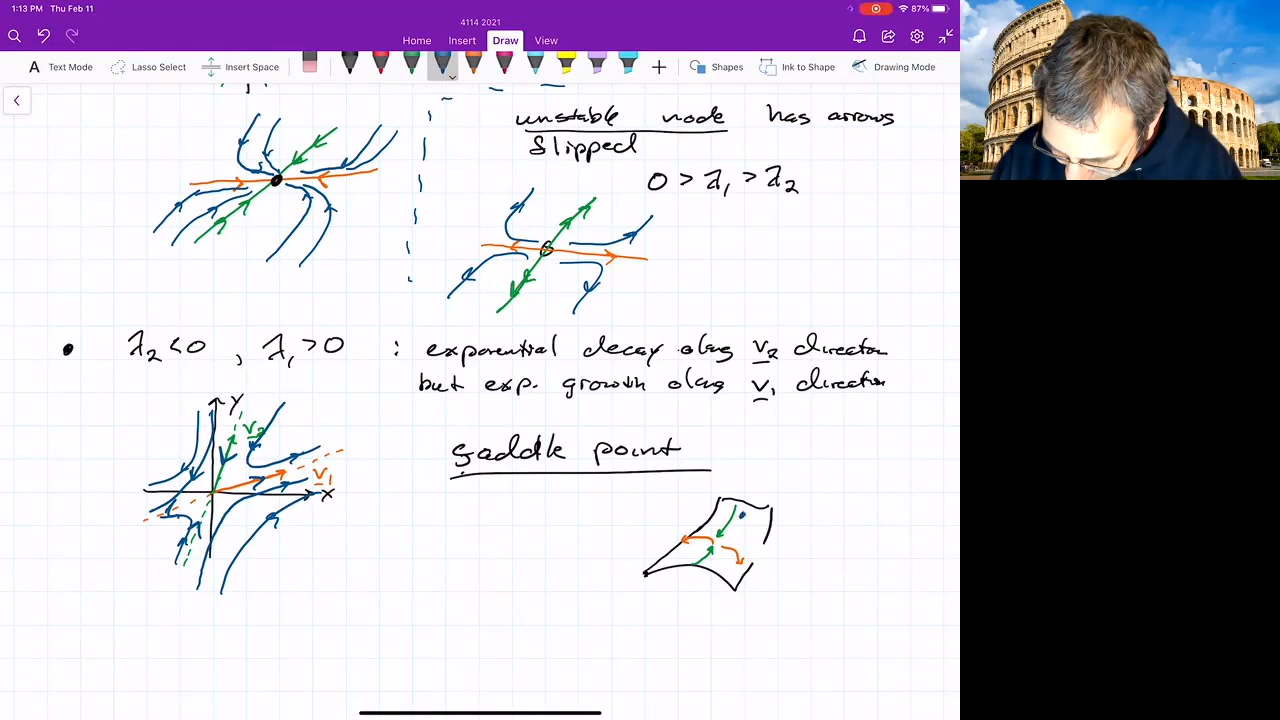 1:13 PM Thu Feb 11
87%
4114 2021
Home Insert Draw View
Text Mode Lasso Select Insert Space Shapes Ink to Shape Drawing Mode
unstable node has arrows
flipped
0 > λ₁ > λ₂
• λ₂ < 0 , λ₁ > 0 : exponential decay along v₂ direction
but exp. growth along v₁ direction
y
v₂
v₁
x
saddle point